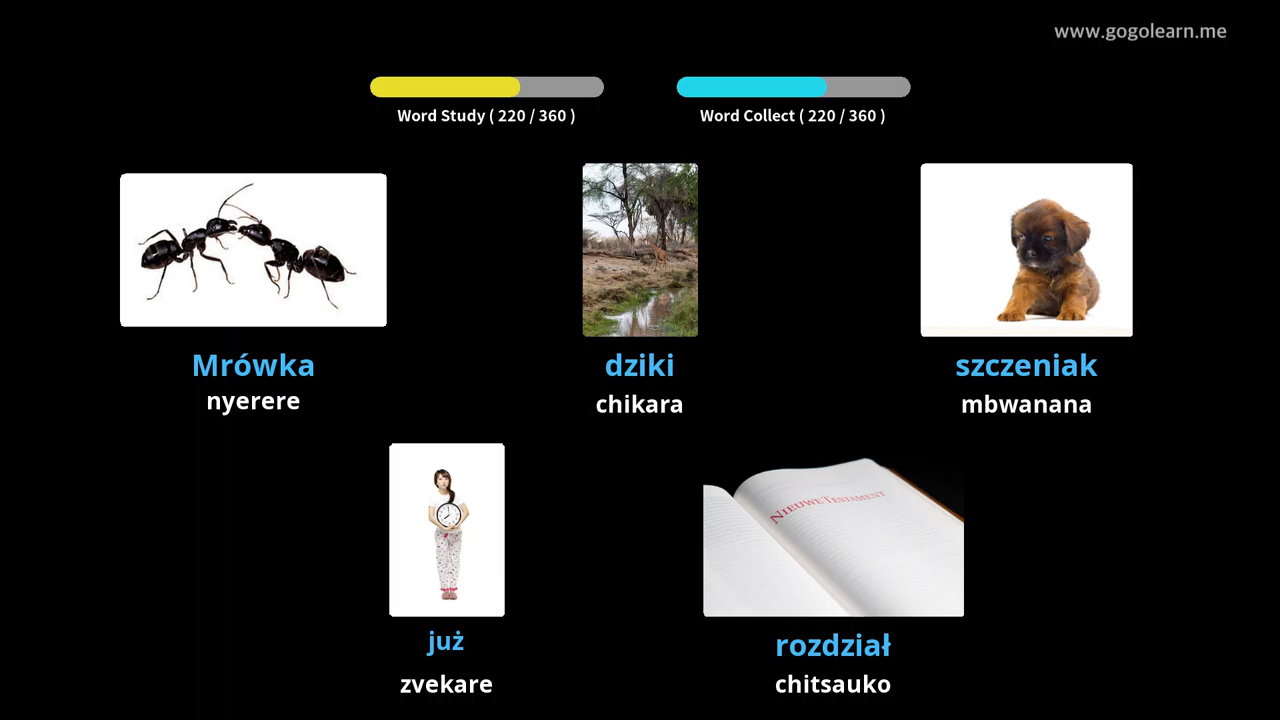 www.gogolearn.me
Word Study ( 220 / 360 )
Word Collect ( 220 / 360 )
Mrówka
nyerere
dziki
chikara
szczeniak
mbwanana
już
zvekare
NIEUWE TESTAMENT
rozdział
chitsauko